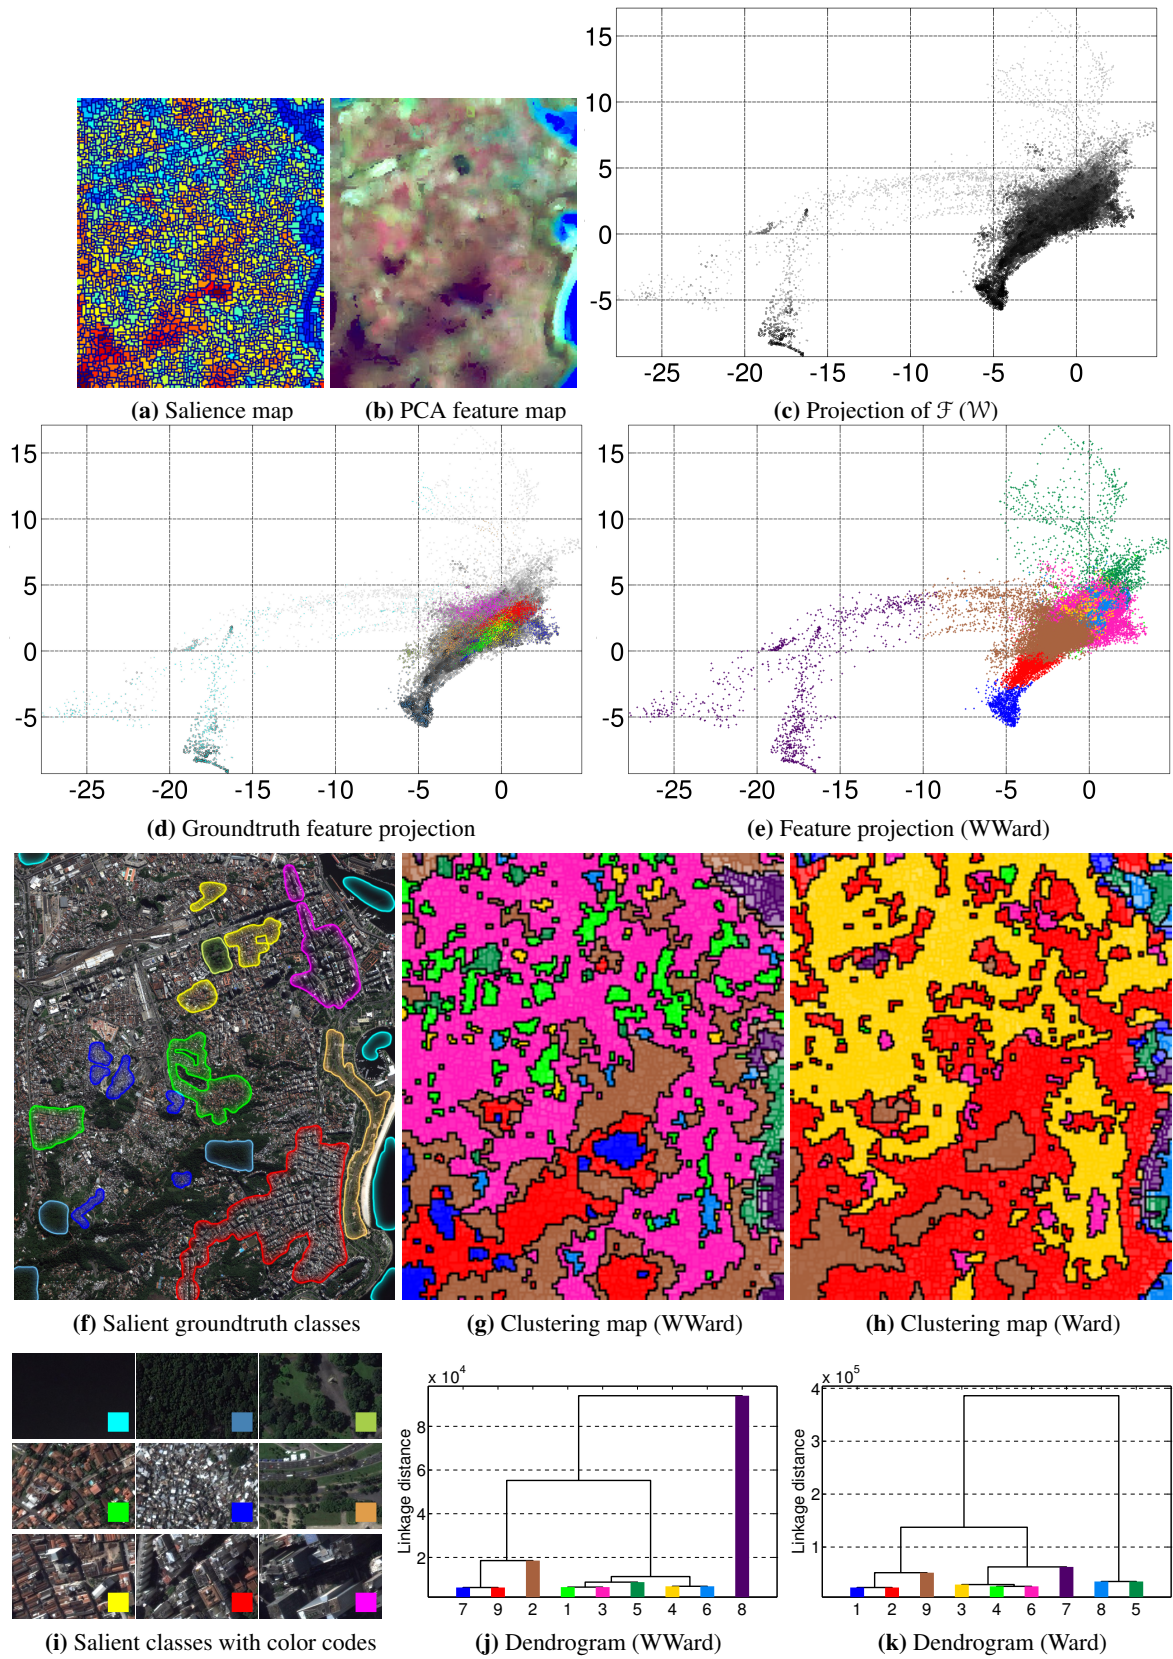 15
10
5
0
-5
-25
-20
-15
-10
-5
0
(a) Salience map
(b) PCA feature map
(c) Projection of ℱ (𝒲)
15
10
5
0
-5
-25
-20
-15
-10
-5
0
15
10
5
0
-5
-25
-20
-15
-10
-5
0
(d) Groundtruth feature projection
(e) Feature projection (WWard)
(f) Salient groundtruth classes
(g) Clustering map (WWard)
(h) Clustering map (Ward)
(i) Salient classes with color codes
x 10⁴
Linkage distance
8
6
4
2
7 9 2 1 3 5 4 6 8
(j) Dendrogram (WWard)
x 10⁵
Linkage distance
4
3
2
1
1 2 9 3 4 6 7 8 5
(k) Dendrogram (Ward)